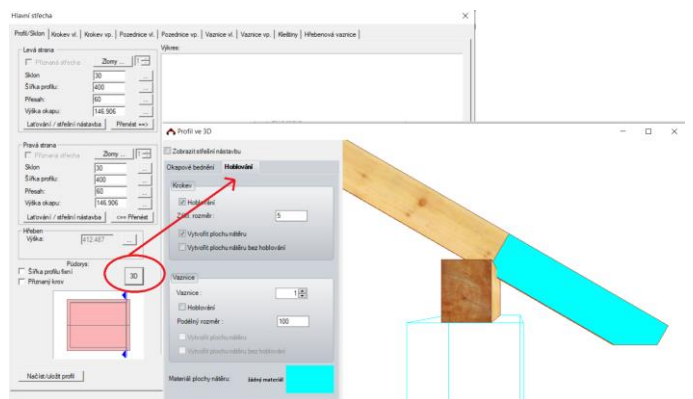 Hlavní střecha
Profil/Sklon Krokev vl. Krokev vp. Pozednice vl. Pozednice vp. Vaznice vl. Vaznice vp. Kleštiny Hřebenová vaznice
Levá strana
Výkres:
Přiznaná střecha Zlomy ... 1
Sklon 30 ...
Šířka profilu: 400 ...
Přesah: 60 ...
Výška okapu: 146.906 ...
Laťování / střešní nástavba Přenést ==>
Pravá strana
Přiznaná střecha Zlomy ... 1
Sklon 30 ...
Šířka profilu: 400 ...
Přesah: 60 ...
Výška okapu: 146.906 ...
Laťování / střešní nástavba <== Přenést
Hřeben
Výška: 412.487 ...
Půdorys:
Šířka profilu fixní
Přiznaný krov
3D
Načíst/uložit profil
Profil ve 3D
Zobrazit střešní nástavbu
Okapové bednění Hoblování
Krokev
Hoblování
rozměr : 5
Vytvořit plochu nátěru
Vytvořit plochu nátěru bez hoblování
Vaznice
Vaznice : 1
Hoblování
Podélný rozměr : 100
Vytvořit plochu nátěru
Vytvořit plochu nátěru bez hoblování
Materiál plochy nátěru: žádný materiál